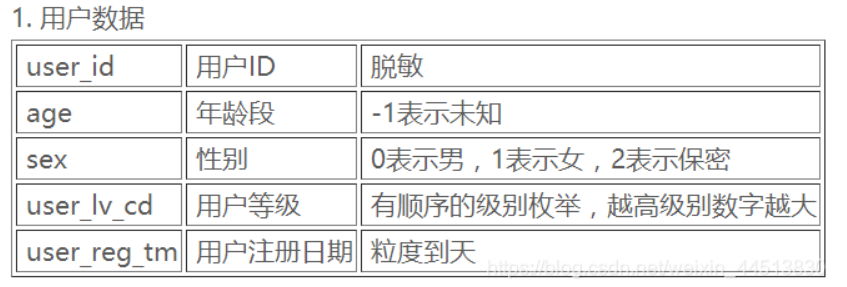 1. 用户数据
user_id 用户ID 脱敏
age 年龄段 -1表示未知
sex 性别 0表示男，1表示女，2表示保密
user_lv_cd 用户等级 有顺序的级别枚举，越高级别数字越大
user_reg_tm 用户注册日期 粒度到天
https://blog.csdn.net/weixin_44513830